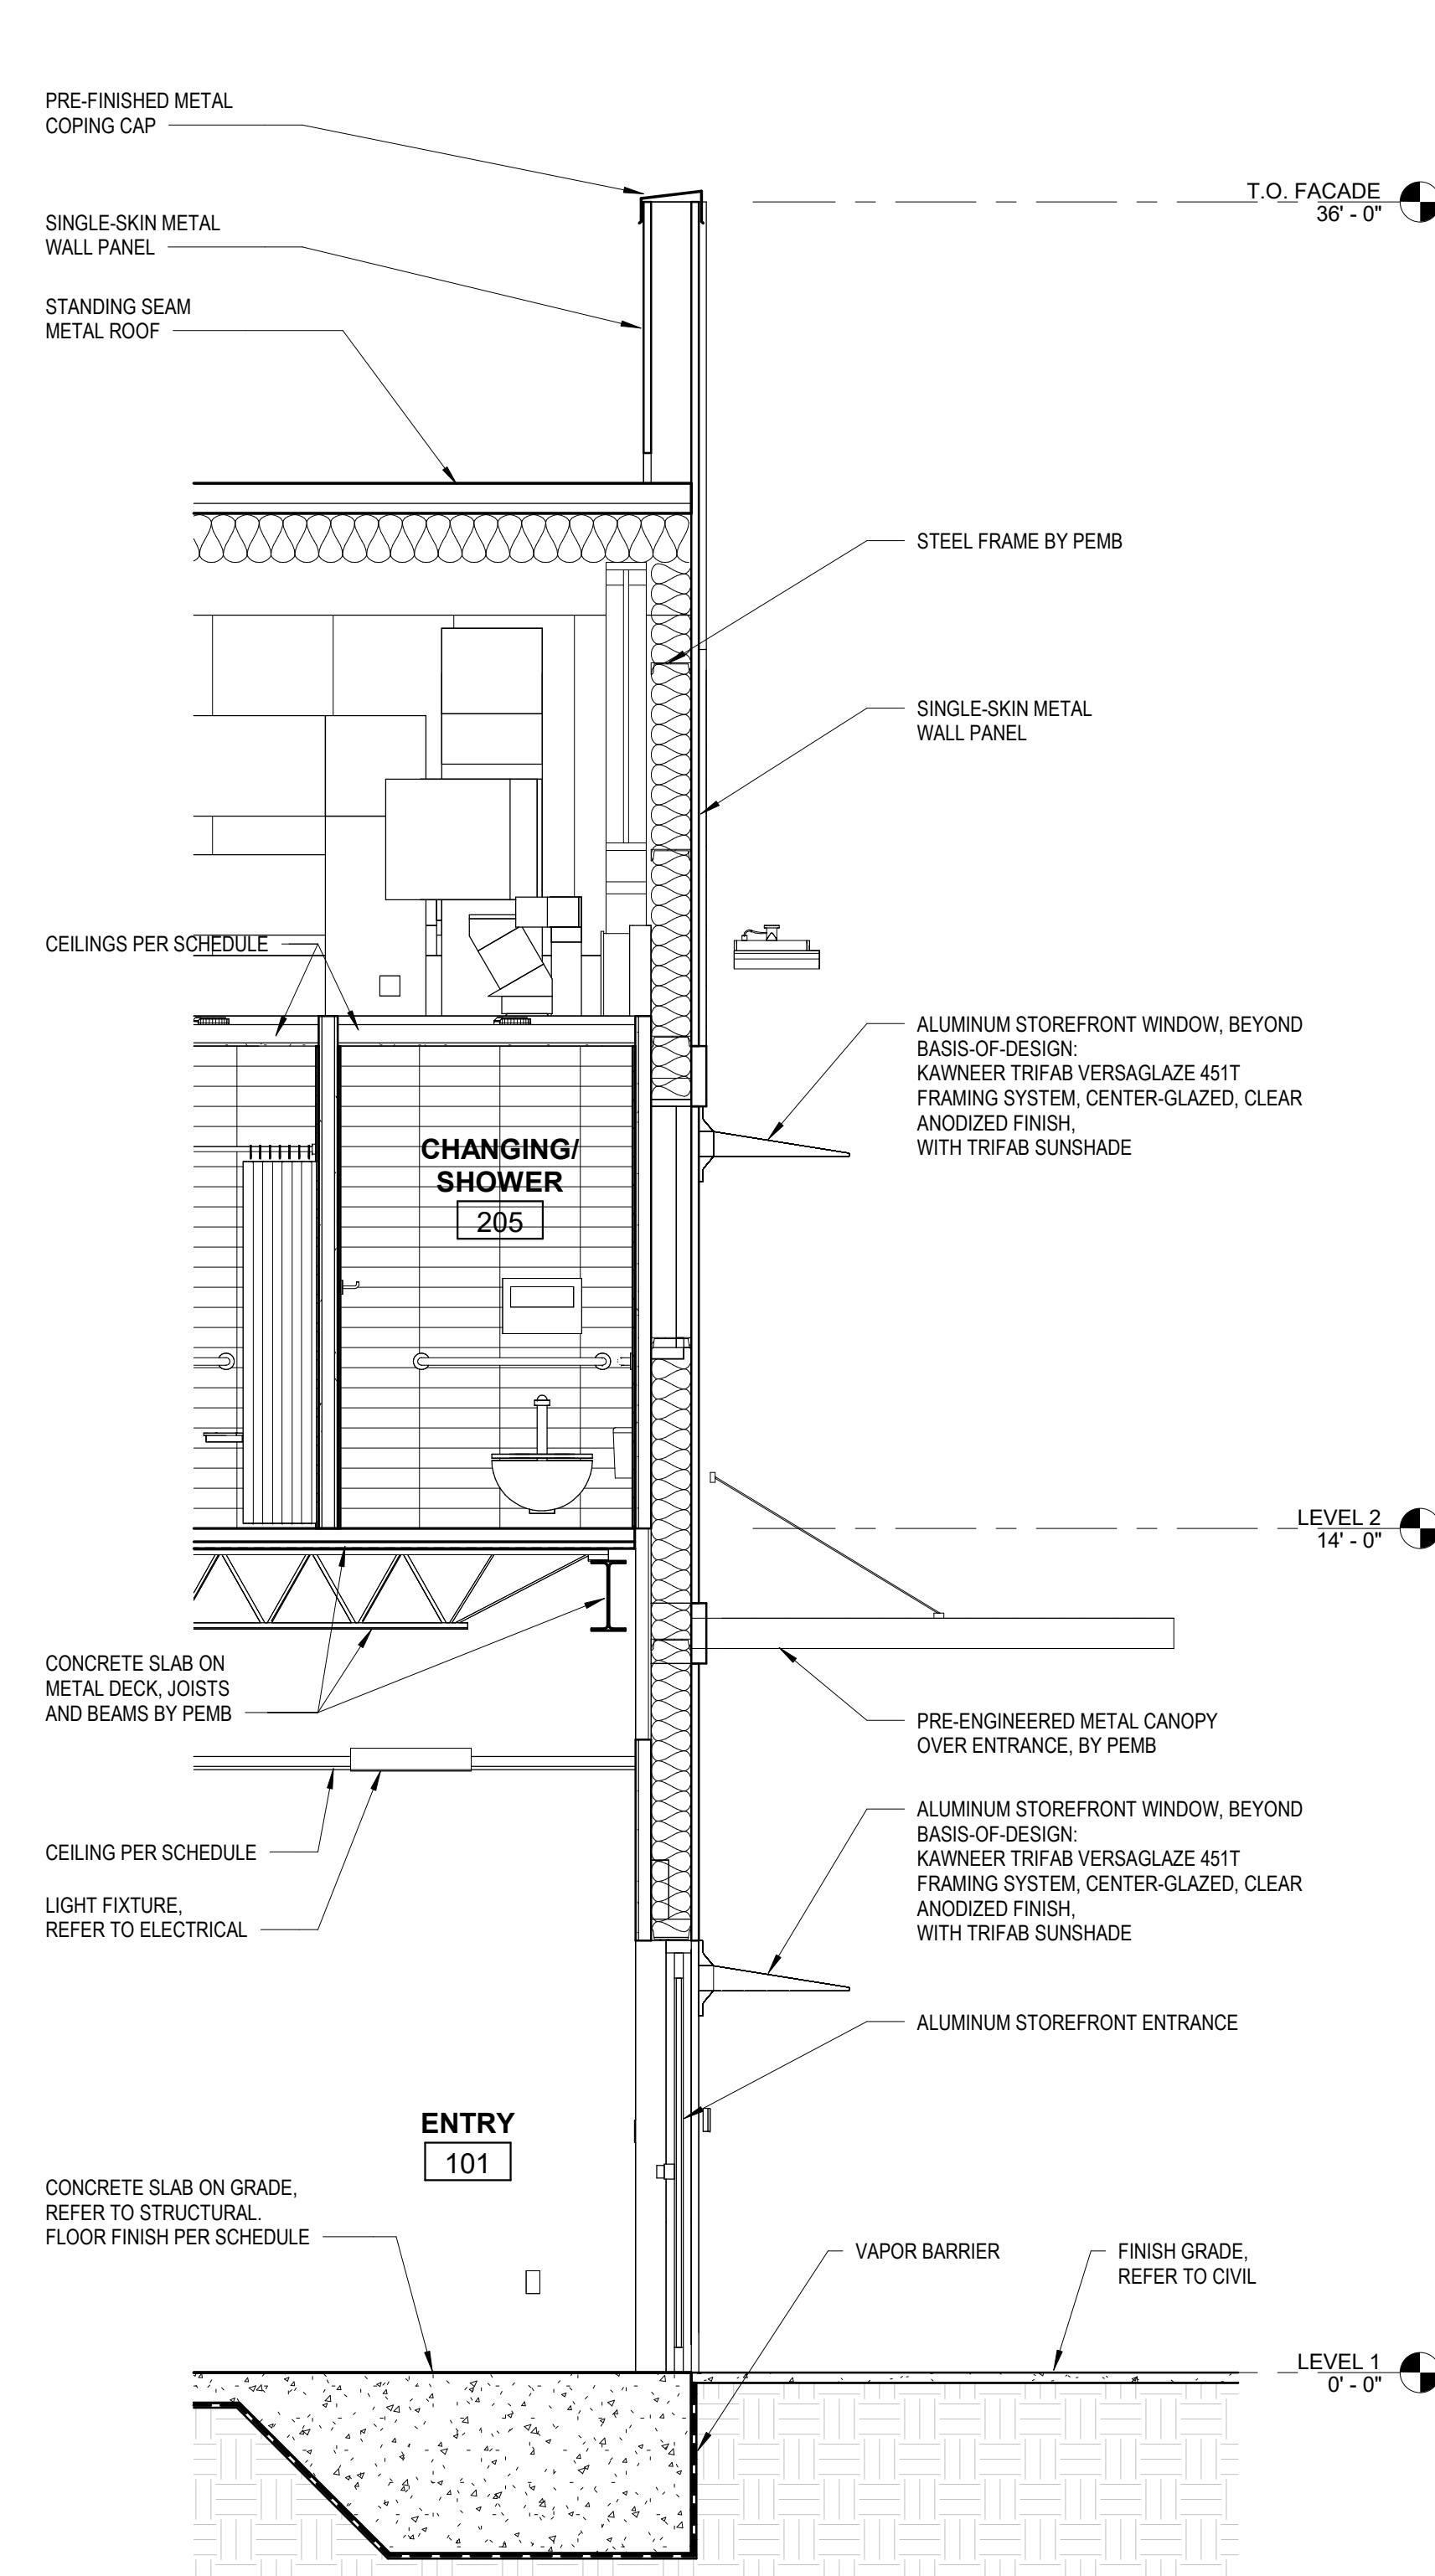 PRE-FINISHED METAL
COPING CAP
T.O. FACADE
36' - 0"
SINGLE-SKIN METAL
WALL PANEL
STANDING SEAM
METAL ROOF
STEEL FRAME BY PEMB
SINGLE-SKIN METAL
WALL PANEL
CEILINGS PER SCHEDULE
ALUMINUM STOREFRONT WINDOW, BEYOND
BASIS-OF-DESIGN:
KAWNEER TRIFAB VERSAGLAZE 451T
FRAMING SYSTEM, CENTER-GLAZED, CLEAR
ANODIZED FINISH,
WITH TRIFAB SUNSHADE
CHANGING/
SHOWER
205
LEVEL 2
14' - 0"
CONCRETE SLAB ON
METAL DECK, JOISTS
AND BEAMS BY PEMB
PRE-ENGINEERED METAL CANOPY
OVER ENTRANCE, BY PEMB
ALUMINUM STOREFRONT WINDOW, BEYOND
BASIS-OF-DESIGN:
KAWNEER TRIFAB VERSAGLAZE 451T
FRAMING SYSTEM, CENTER-GLAZED, CLEAR
ANODIZED FINISH,
WITH TRIFAB SUNSHADE
CEILING PER SCHEDULE
LIGHT FIXTURE,
REFER TO ELECTRICAL
ALUMINUM STOREFRONT ENTRANCE
ENTRY
101
CONCRETE SLAB ON GRADE,
REFER TO STRUCTURAL.
FLOOR FINISH PER SCHEDULE
VAPOR BARRIER
FINISH GRADE,
REFER TO CIVIL
LEVEL 1
0' - 0"